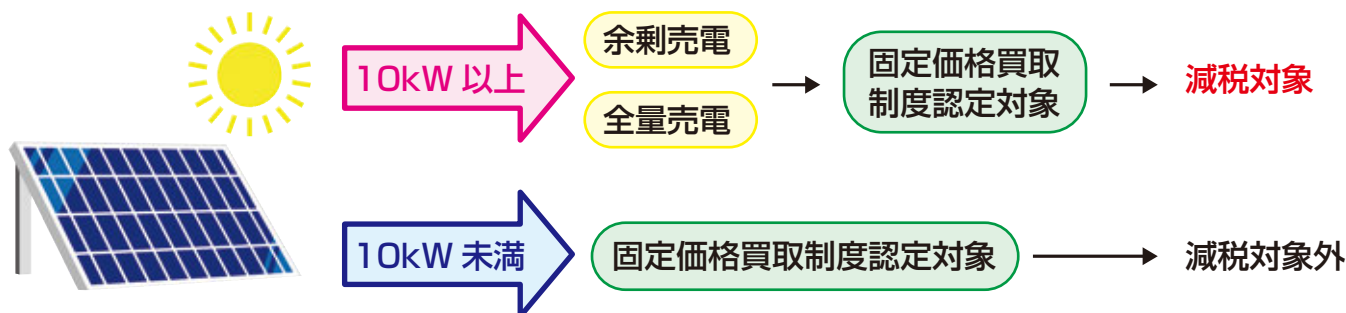 10kW 以上
余剰売電
全量売電
固定価格買取
制度認定対象
減税対象
10kW 未満
固定価格買取制度認定対象
減税対象外